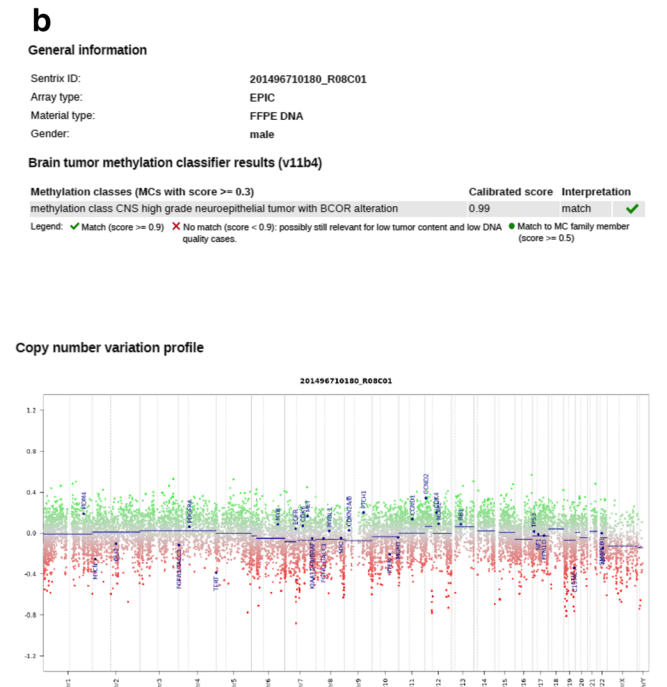 b
General information
Sentrix ID: 201496710180_R08C01
Array type: EPIC
Material type: FFPE DNA
Gender: male
Brain tumor methylation classifier results (v11b4)
Methylation classes (MCs with score >= 0.3) Calibrated score Interpretation
methylation class CNS high grade neuroepithelial tumor with BCOR alteration 0.99 match ✓
Legend: ✓ Match (score >= 0.9) ✗ No match (score < 0.9): possibly still relevant for low tumor content and low DNA ● Match to MC family member
quality cases. (score >= 0.5)
Copy number variation profile
201496710180_R08C01
1.2
0.8
0.4
0.0
-0.4
-0.8
-1.2
MDM4
PDGFRA
TERT
MYB
EGFR
MET
MYBL1
CDKN2A/B
PTCH1
CCND1
CCND2
CDK4
RB1
TP53
NF1